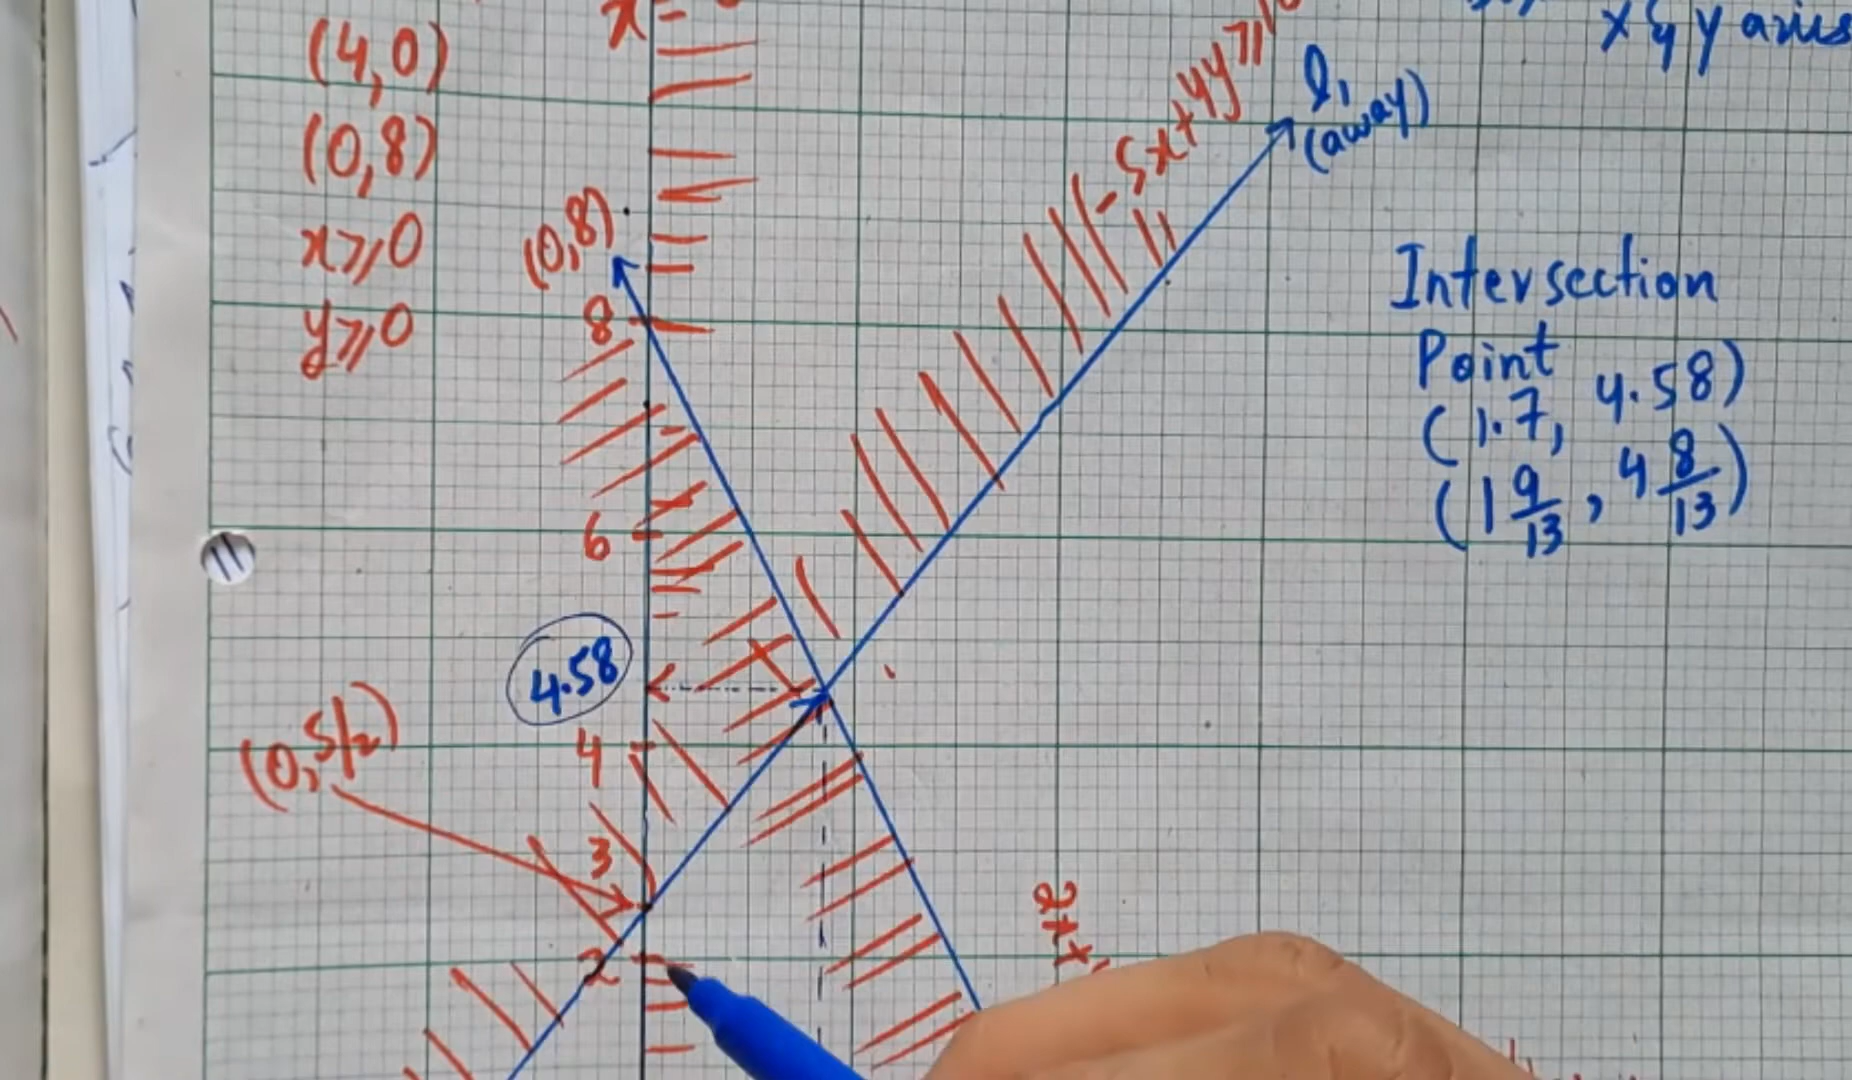 (4,0)
(0,8)
x⩾0
y⩾0
x =
x & y axis
-5x+4y⩾10
l₁
(away)
(0,8)
8
6
4.58
4
3
2
(0,5/2)
Intersection
Point
(1.7, 4.58)
(1 9/13, 4 8/13)
2x+